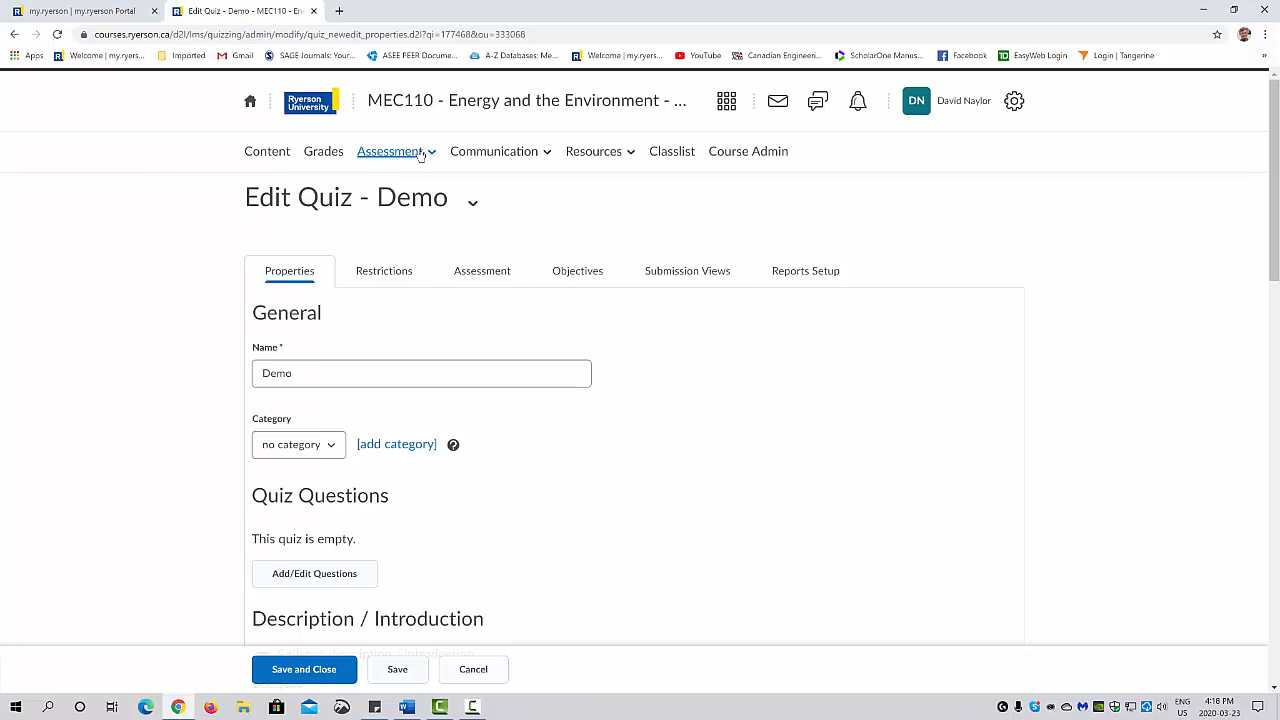 my.ryerson | my.ryerson Portal
Edit Quiz - Demo - MEC110 - En
courses.ryerson.ca/d2l/lms/quizzing/admin/modify/quiz_newedit_properties.d2l?qi=177468&ou=333068
Apps Welcome | my.ryers... Imported Gmail SAGE Journals: Your... ASEE PEER Docume... A-Z Databases: Met... Welcome | my.ryers... YouTube Canadian Engineeri... ScholarOne Manus... Facebook EasyWeb Login Login | Tangerine »
Ryerson University MEC110 - Energy and the Environment - ... DN David Naylor
Content Grades Assessment Communication Resources Classlist Course Admin
Edit Quiz - Demo
Properties Restrictions Assessment Objectives Submission Views Reports Setup
General
Name *
Demo
Category
no category [add category]
Quiz Questions
This quiz is empty.
Add/Edit Questions
Description / Introduction
Save and Close Save Cancel
ENG US 4:18 PM 2020-03-23